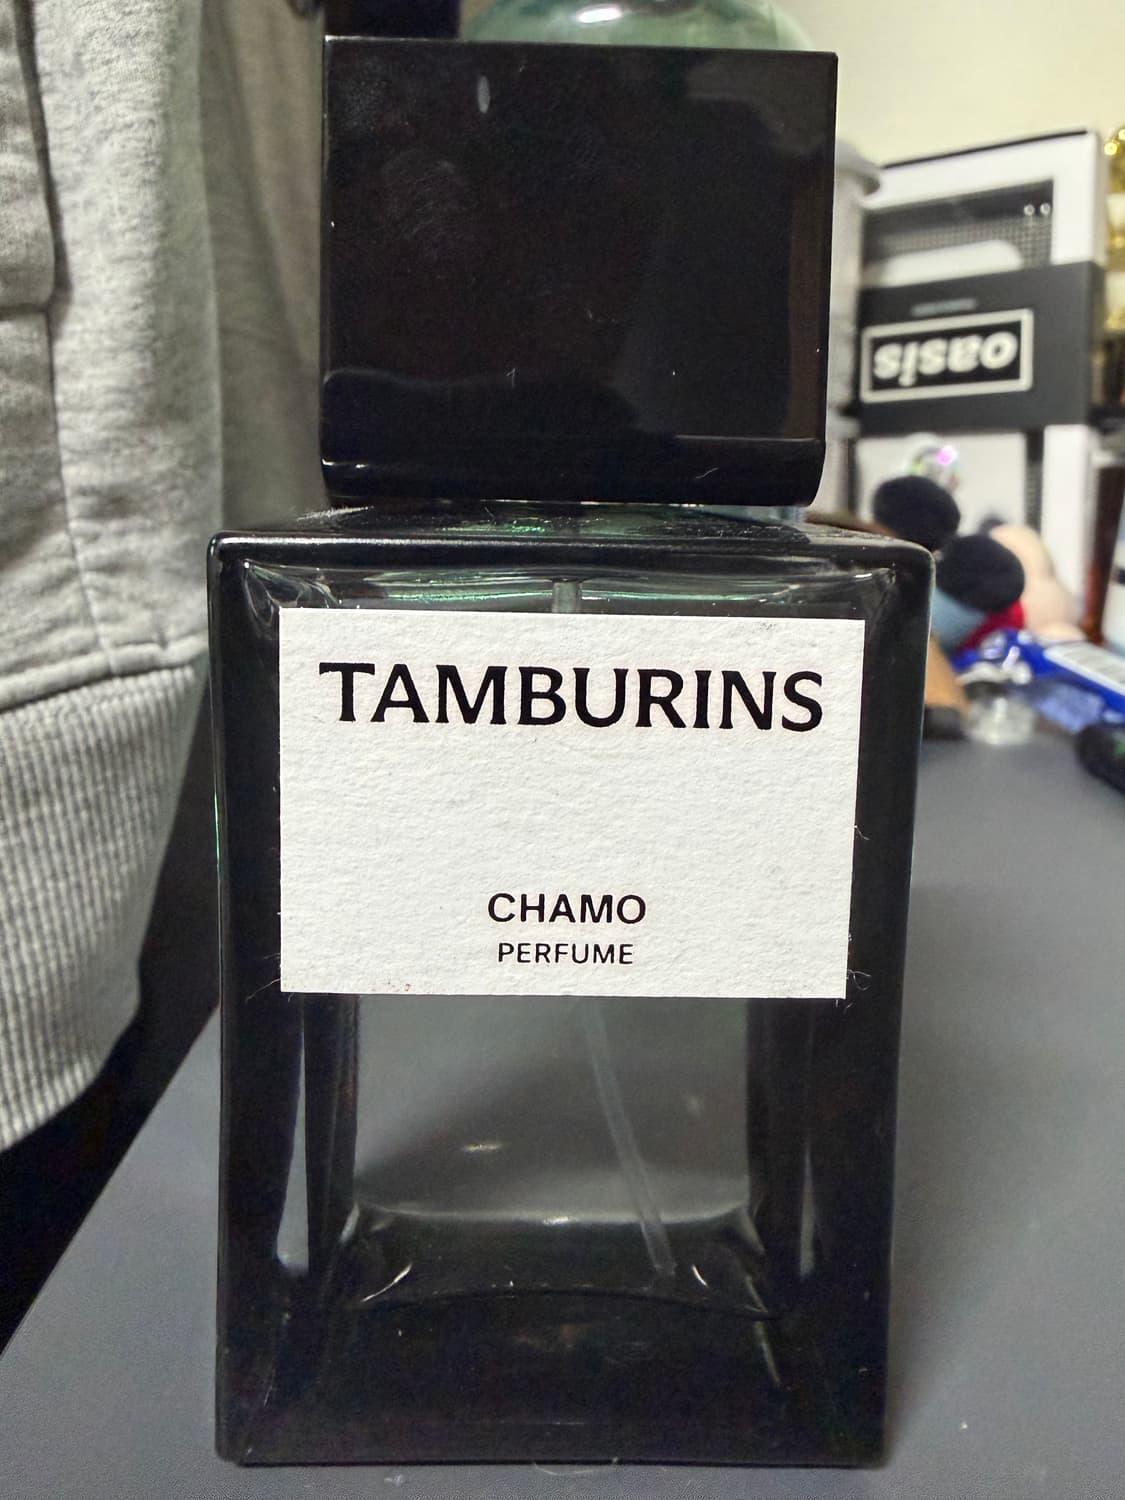 TAMBURINS
CHAMO
PERFUME
oasis